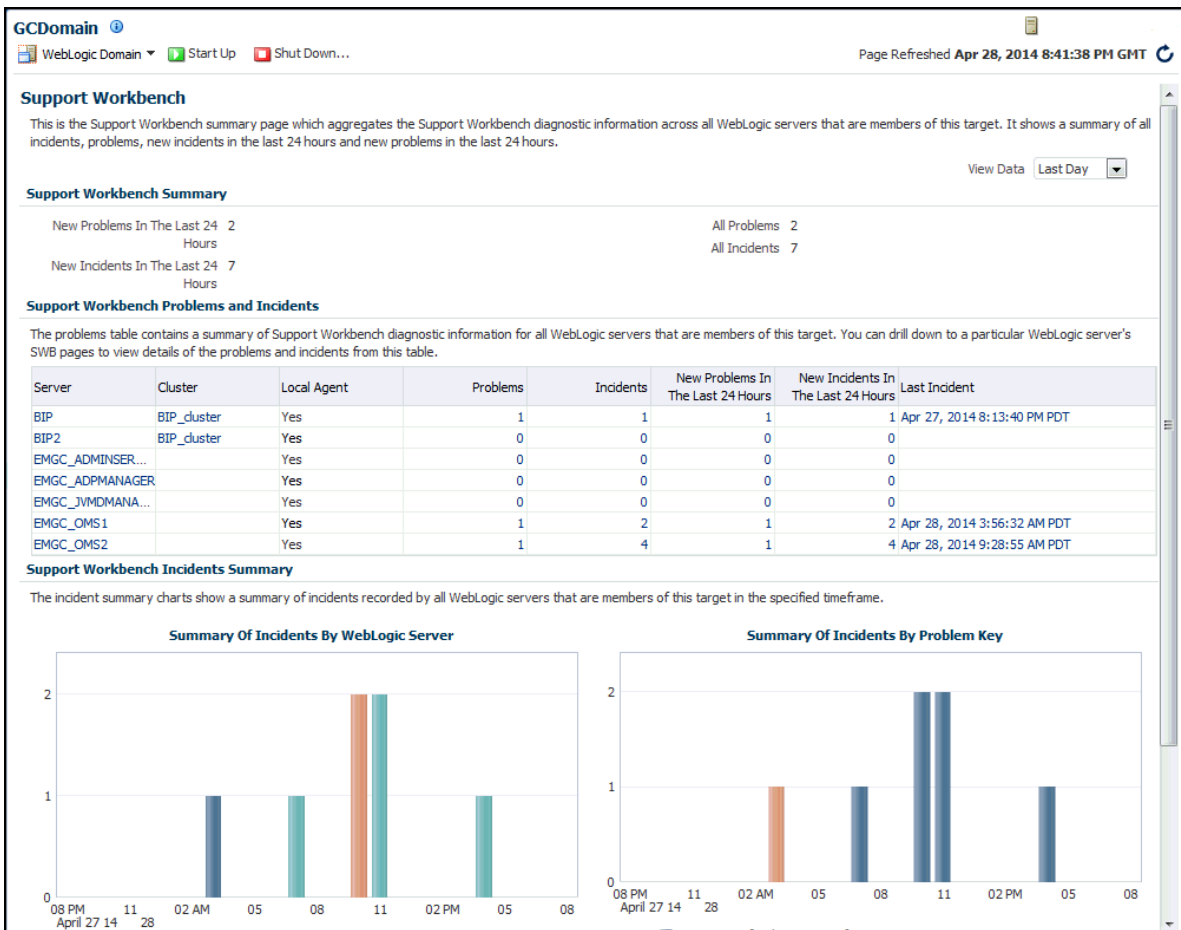 GCDomain
WebLogic Domain Start Up Shut Down... Page Refreshed Apr 28, 2014 8:41:38 PM GMT
Support Workbench
This is the Support Workbench summary page which aggregates the Support Workbench diagnostic information across all WebLogic servers that are members of this target. It shows a summary of all
incidents, problems, new incidents in the last 24 hours and new problems in the last 24 hours.
View Data Last Day
Support Workbench Summary
New Problems In The Last 24 2 All Problems 2
Hours All Incidents 7
New Incidents In The Last 24 7
Hours
Support Workbench Problems and Incidents
The problems table contains a summary of Support Workbench diagnostic information for all WebLogic servers that are members of this target. You can drill down to a particular WebLogic server's
SWB pages to view details of the problems and incidents from this table.
Server Cluster Local Agent Problems Incidents New Problems In The Last 24 Hours New Incidents In The Last 24 Hours Last Incident
BIP BIP_cluster Yes 1 1 1 1 Apr 27, 2014 8:13:40 PM PDT
BIP2 BIP_cluster Yes 0 0 0 0
EMGC_ADMINSER... Yes 0 0 0 0
EMGC_ADPMANAGER Yes 0 0 0 0
EMGC_JVMDMANA... Yes 0 0 0 0
EMGC_OMS1 Yes 1 2 1 2 Apr 28, 2014 3:56:32 AM PDT
EMGC_OMS2 Yes 1 4 1 4 Apr 28, 2014 9:28:55 AM PDT
Support Workbench Incidents Summary
The incident summary charts show a summary of incidents recorded by all WebLogic servers that are members of this target in the specified timeframe.
Summary Of Incidents By WebLogic Server
2
1
0
08 PM 11 02 AM 05 08 11 02 PM 05 08
April 27 14 28
Summary Of Incidents By Problem Key
2
1
0
08 PM 11 02 AM 05 08 11 02 PM 05 08
April 27 14 28